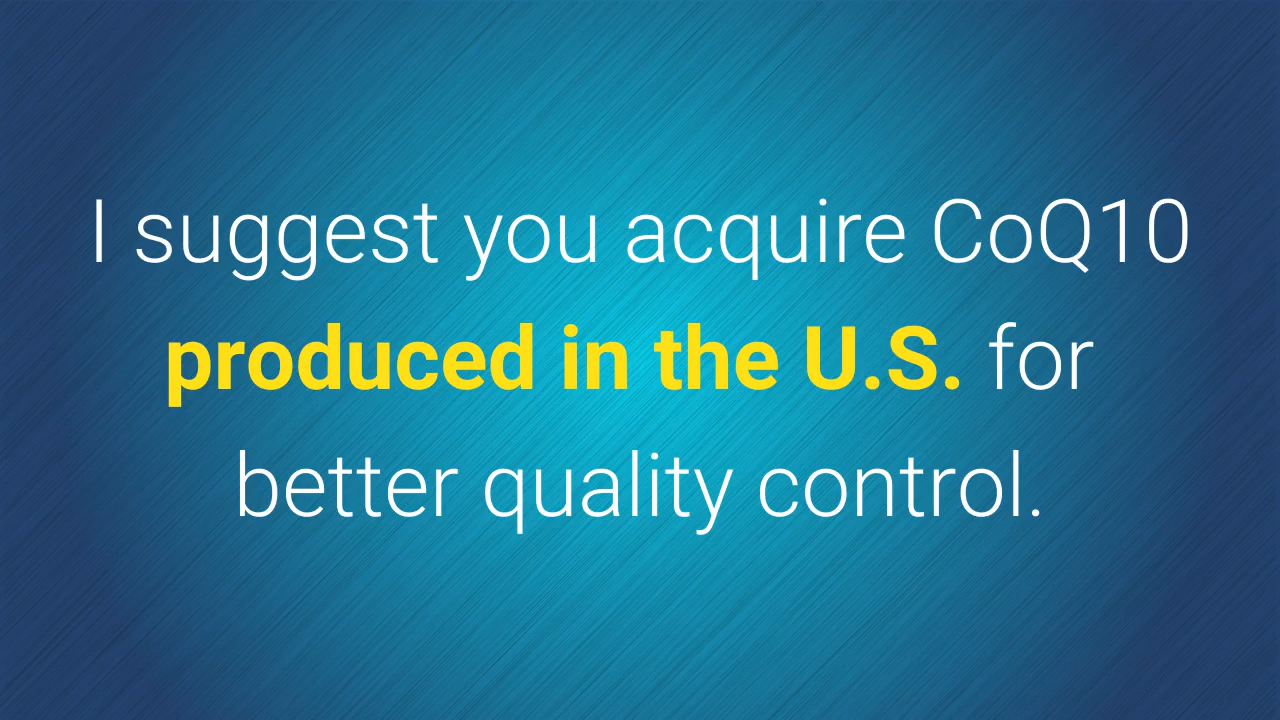 I suggest you acquire CoQ10
produced in the U.S. for
better quality control.